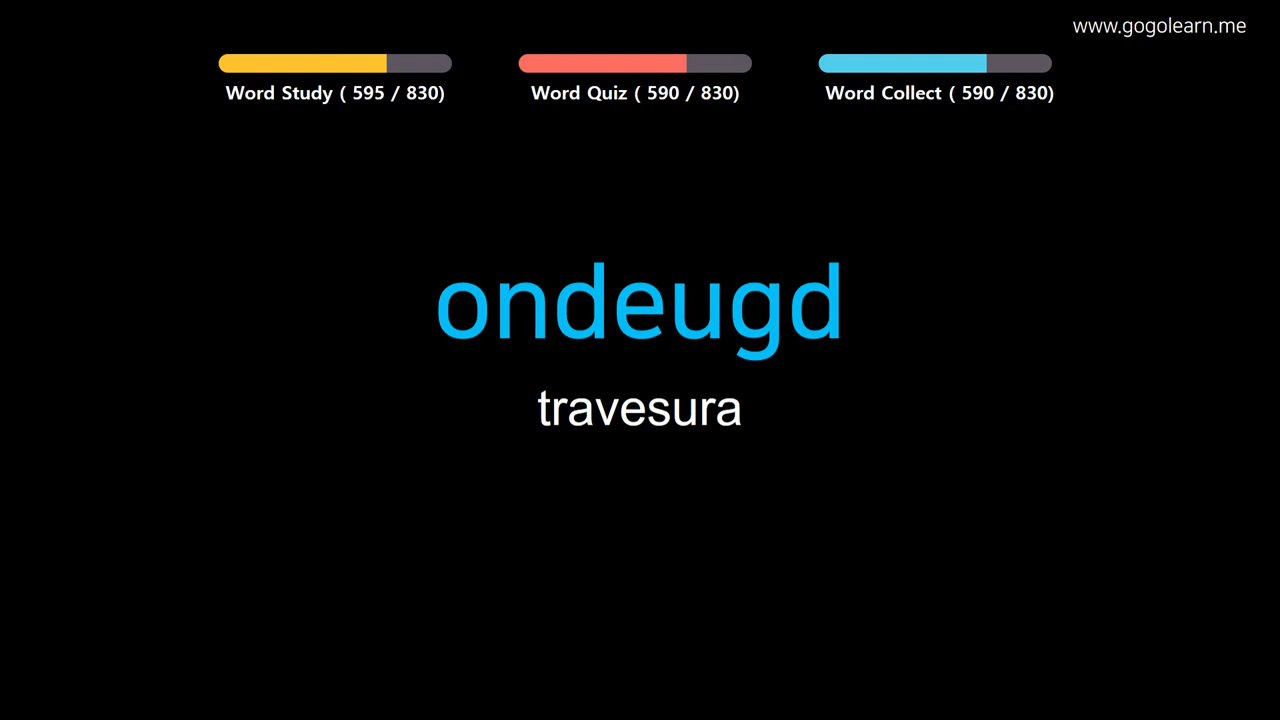 www.gogolearn.me
Word Study ( 595 / 830)
Word Quiz ( 590 / 830)
Word Collect ( 590 / 830)
ondeugd
travesura